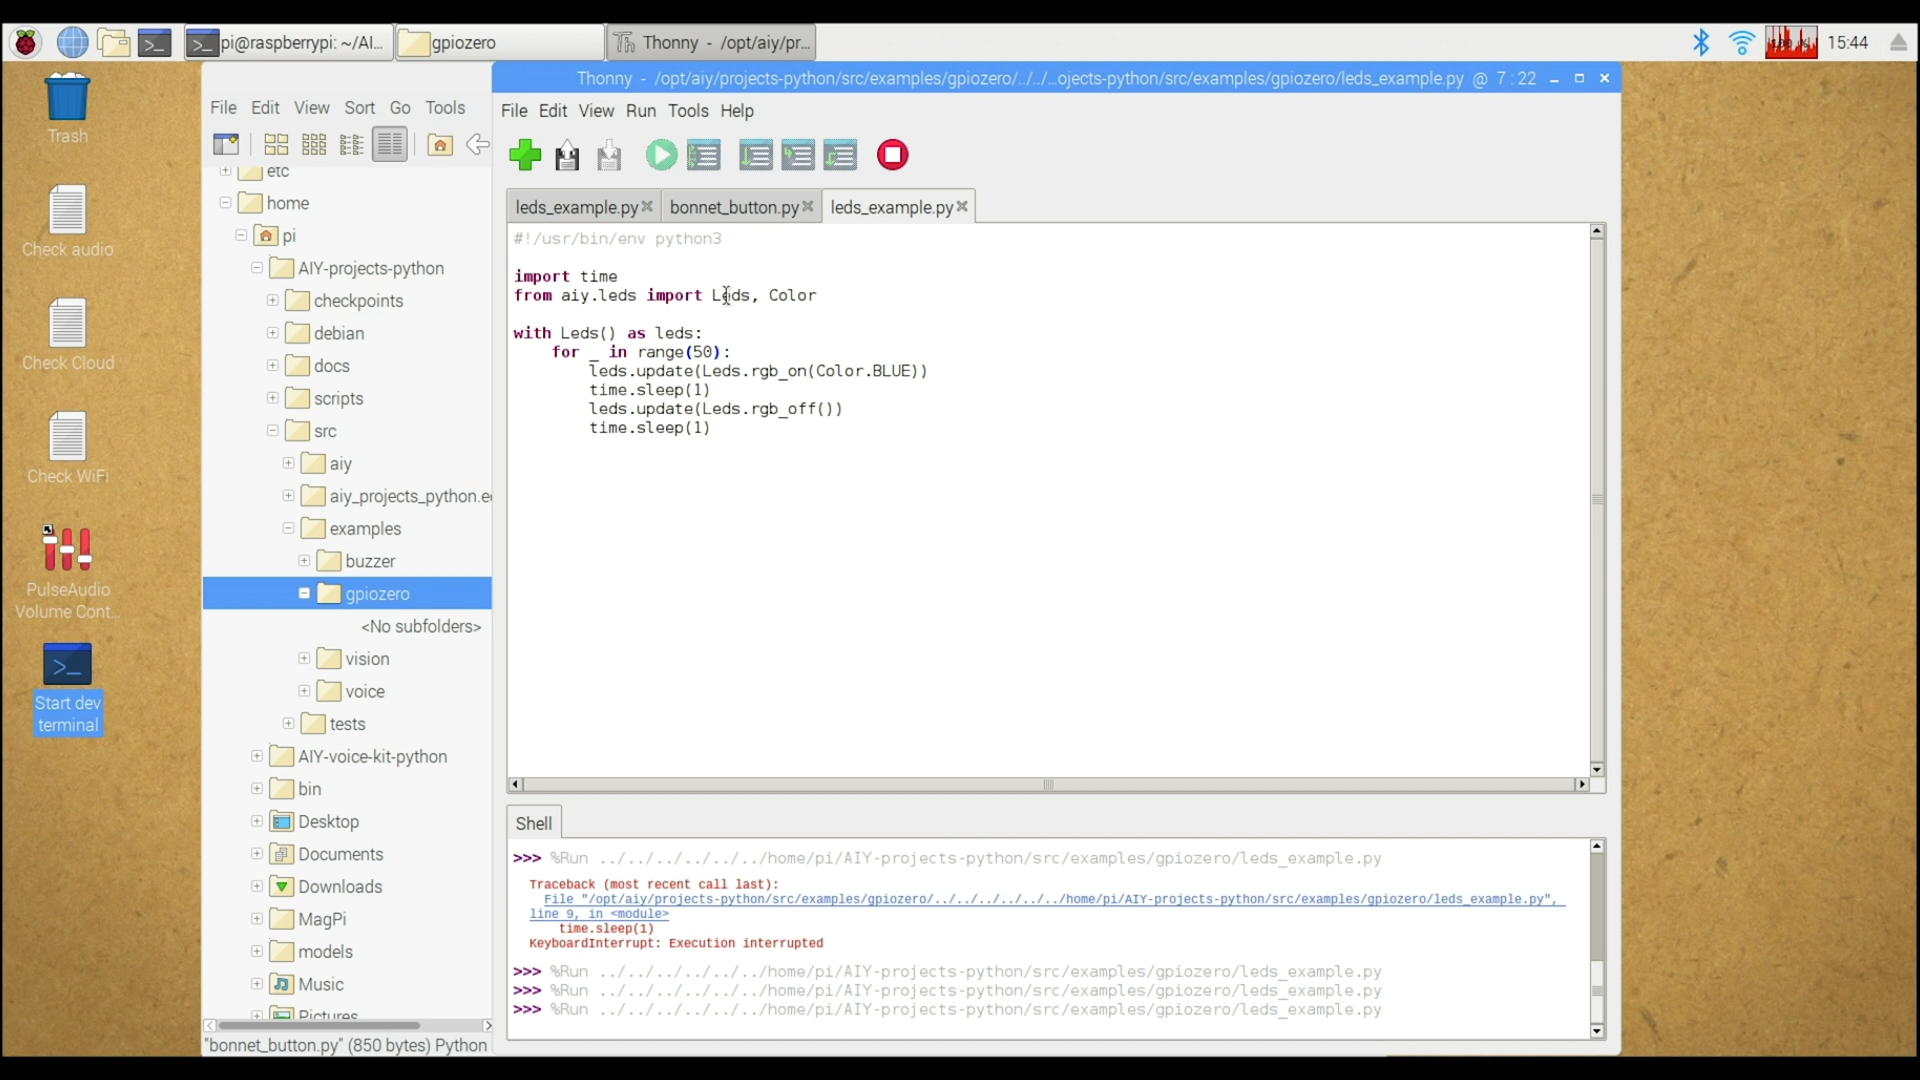 pi@raspberrypi: ~/AI...
gpiozero
Thonny - /opt/aiy/pr...
15:44
Trash
Check audio
Check Cloud
Check WiFi
PulseAudio
Volume Cont...
Start dev
terminal
File Edit View Sort Go Tools
etc
home
pi
AIY-projects-python
checkpoints
debian
docs
scripts
src
aiy
aiy_projects_python.e
examples
buzzer
gpiozero
<No subfolders>
vision
voice
tests
AIY-voice-kit-python
bin
Desktop
Documents
Downloads
MagPi
models
Music
Pictures
"bonnet_button.py" (850 bytes) Python
Thonny - /opt/aiy/projects-python/src/examples/gpiozero/../../...ojects-python/src/examples/gpiozero/leds_example.py @ 7 : 22
File Edit View Run Tools Help
leds_example.py
bonnet_button.py
leds_example.py
#!/usr/bin/env python3
import time
from aiy.leds import Leds, Color
with Leds() as leds:
for _ in range(50):
leds.update(Leds.rgb_on(Color.BLUE))
time.sleep(1)
leds.update(Leds.rgb_off())
time.sleep(1)
Shell
>>> %Run ../../../../../../home/pi/AIY-projects-python/src/examples/gpiozero/leds_example.py
Traceback (most recent call last):
File "/opt/aiy/projects-python/src/examples/gpiozero/../../../../../../home/pi/AIY-projects-python/src/examples/gpiozero/leds_example.py",
line 9, in <module>
time.sleep(1)
KeyboardInterrupt: Execution interrupted
>>> %Run ../../../../../../home/pi/AIY-projects-python/src/examples/gpiozero/leds_example.py
>>> %Run ../../../../../../home/pi/AIY-projects-python/src/examples/gpiozero/leds_example.py
>>> %Run ../../../../../../home/pi/AIY-projects-python/src/examples/gpiozero/leds_example.py